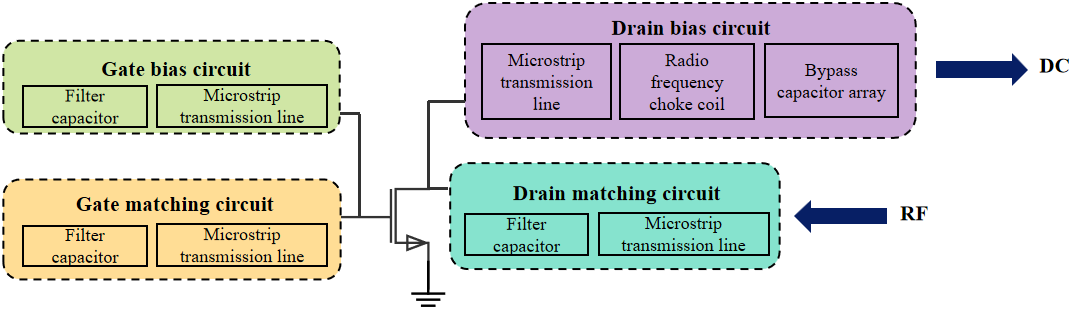 Gate bias circuit
Filter
capacitor
Microstrip
transmission line
Gate matching circuit
Filter
capacitor
Microstrip
transmission line
Drain bias circuit
Microstrip
transmission
line
Radio
frequency
choke coil
Bypass
capacitor array
DC
Drain matching circuit
Filter
capacitor
Microstrip
transmission line
RF